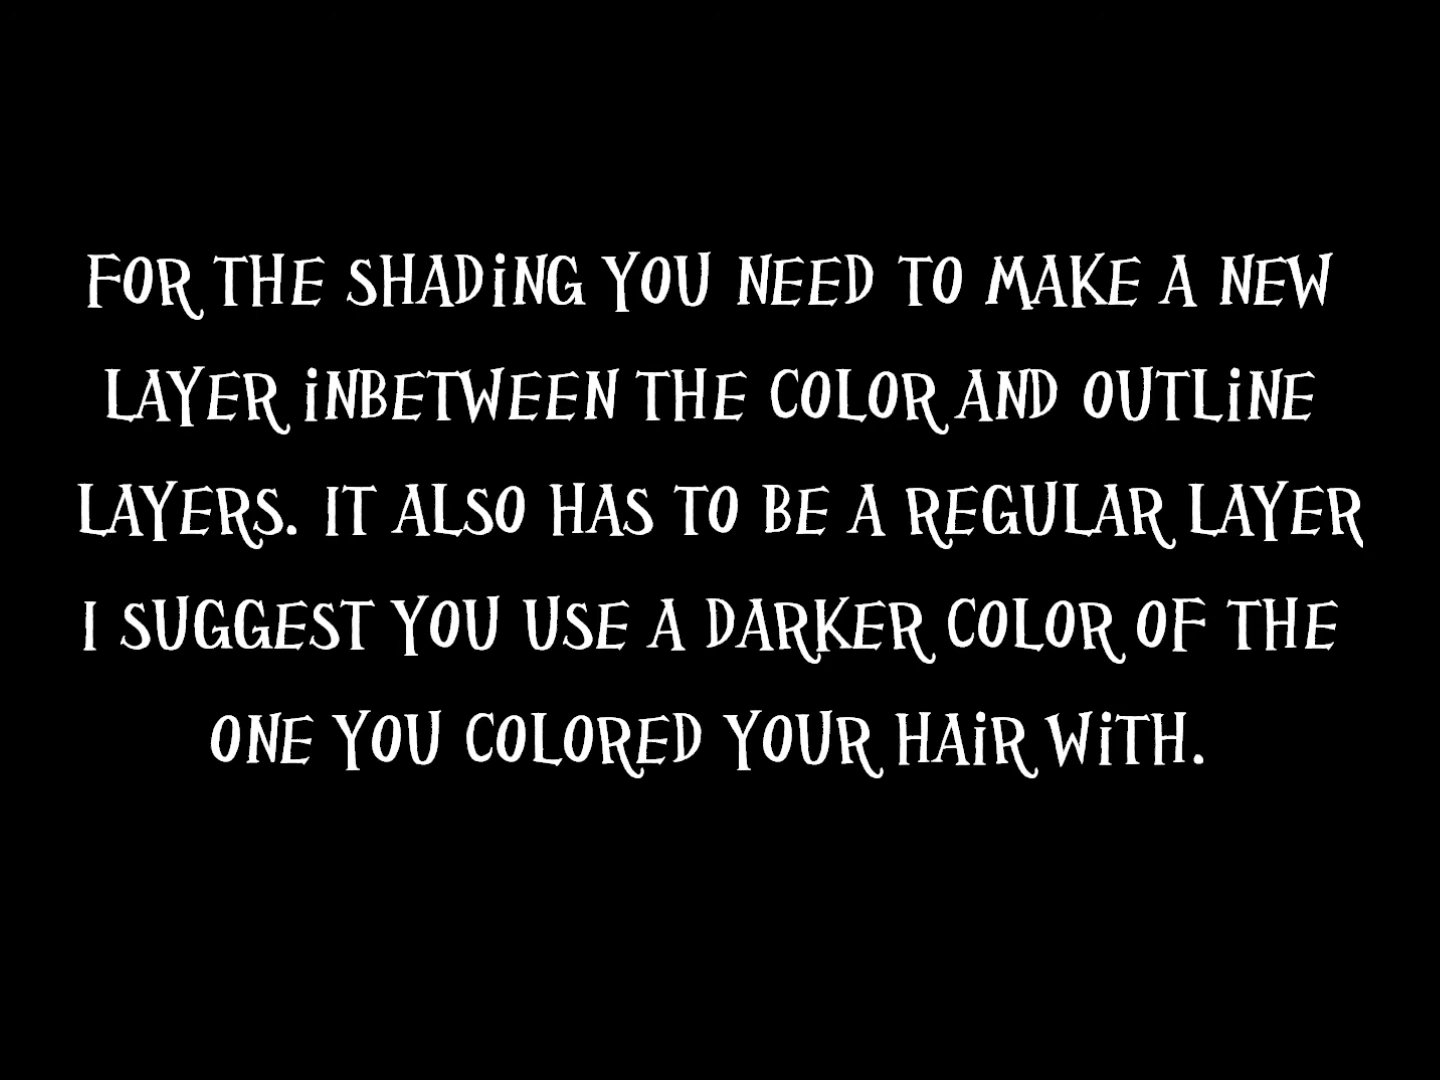 FOR THE SHADiNG YOU NEED TO MAKE A NEW
LAYER iNBETWEEN THE COLOR AND OUTLiNE
LAYERS. IT ALSO HAS TO BE A REGULAR LAYER
I SUGGEST YOU USE A DARKER COLOR OF THE
ONE YOU COLORED YOUR HAiR WiTH.